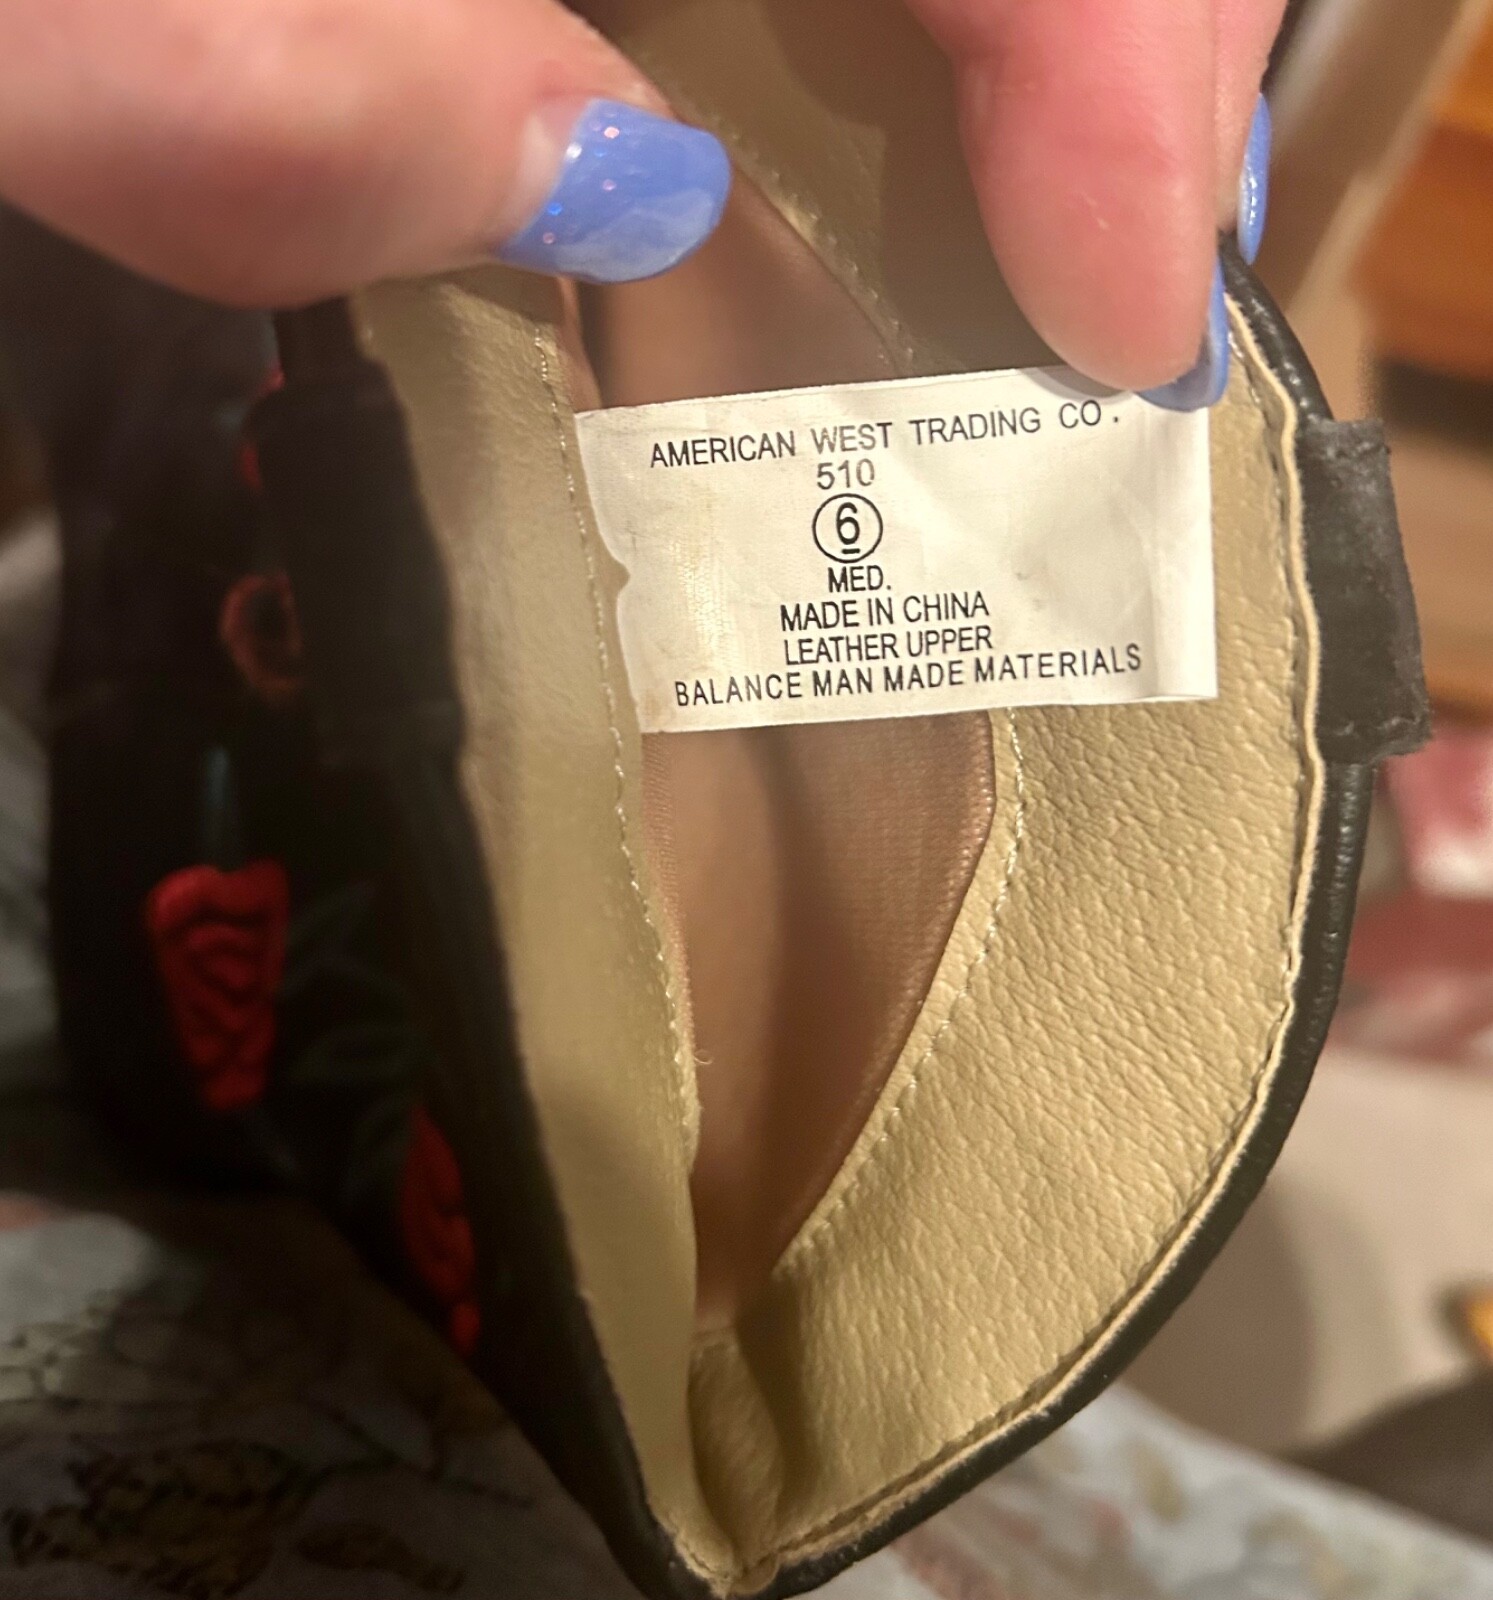 AMERICAN WEST TRADING CO.
510
6
MED.
MADE IN CHINA
LEATHER UPPER
BALANCE MAN MADE MATERIALS